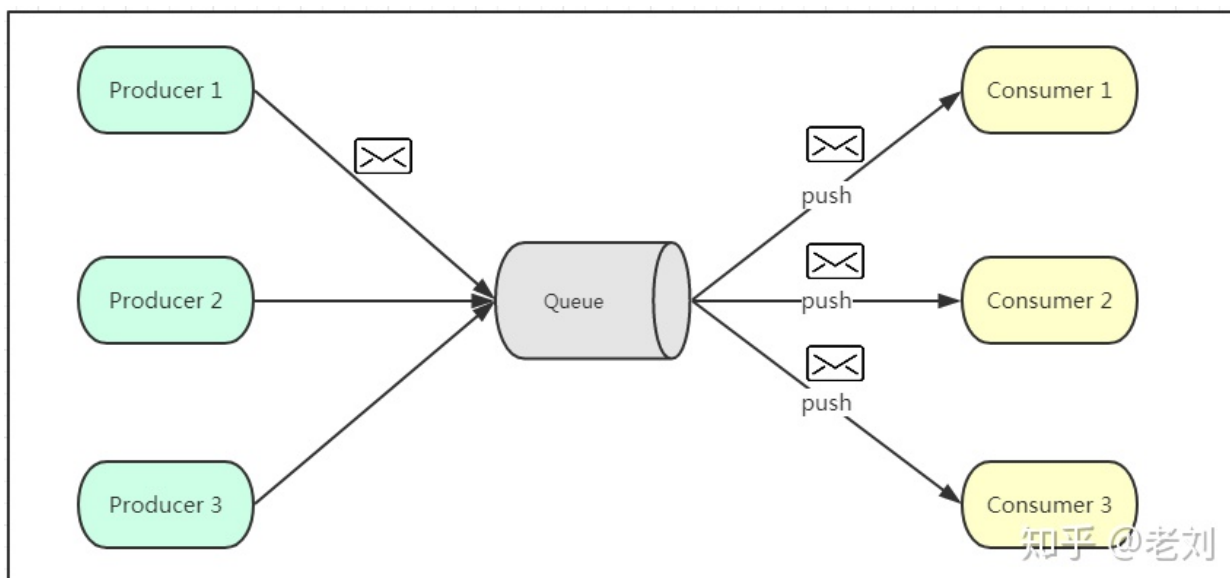 Producer 1
Consumer 1
push
Producer 2
Queue
push
Consumer 2
push
Producer 3
Consumer 3
知乎 @老刘